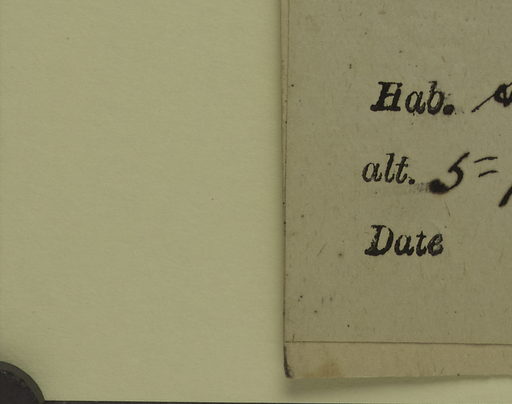 Hab.
alt. 5=
Date